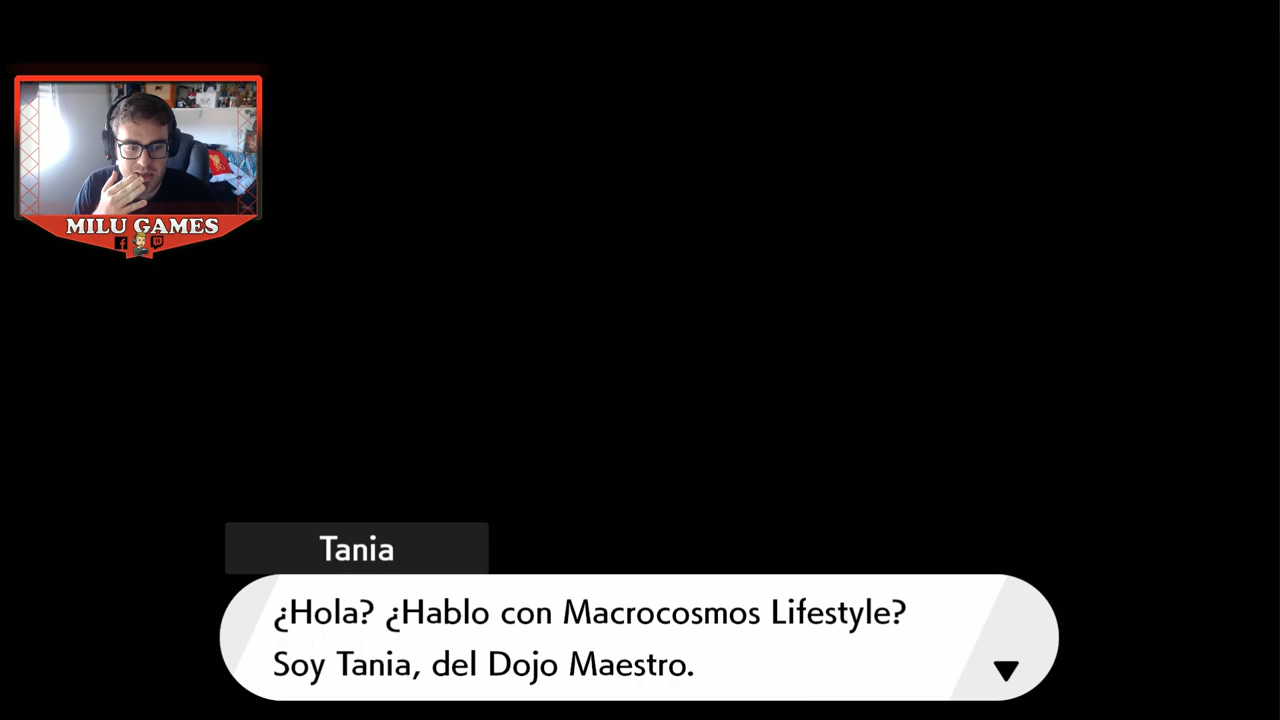 MILU GAMES
Tania
¿Hola? ¿Hablo con Macrocosmos Lifestyle?
Soy Tania, del Dojo Maestro.